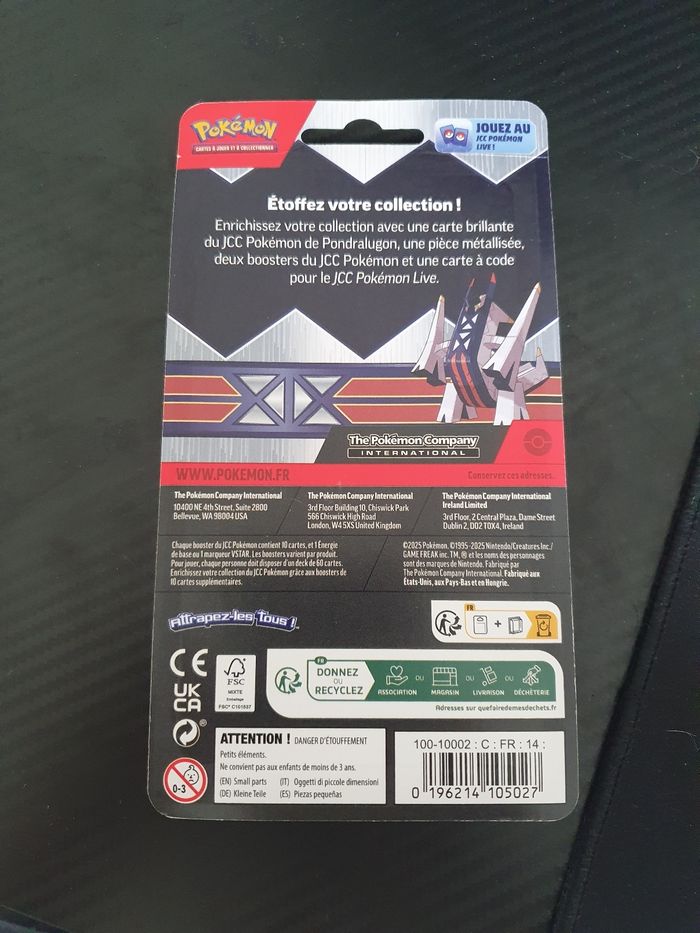 POKÉMON
CARTES À JOUER ET À COLLECTIONNER
JOUEZ AU
JCC POKÉMON
LIVE !
Étoffez votre collection !
Enrichissez votre collection avec une carte brillante
du JCC Pokémon de Pondralugon, une pièce métallisée,
deux boosters du JCC Pokémon et une carte à code
pour le JCC Pokémon Live.
The Pokémon Company
INTERNATIONAL
WWW.POKEMON.FR
Conservez ces adresses.
The Pokémon Company International
10400 NE 4th Street, Suite 2800
Bellevue, WA 98004 USA
The Pokémon Company International
3rd Floor Building 10, Chiswick Park
566 Chiswick High Road
London, W4 5XS United Kingdom
The Pokémon Company International
Ireland Limited
3rd Floor, 2 Central Plaza, Dame Street
Dublin 2, D02 T0X4, Ireland
Chaque booster du JCC Pokémon contient 10 cartes, et 1 Énergie
de base ou 1 marqueur VSTAR. Les boosters varient par produit.
Pour jouer, chaque personne doit disposer d'un deck de 60 cartes.
Enrichissez votre collection du JCC Pokémon grâce aux boosters de
10 cartes supplémentaires.
©2025 Pokémon. ©1995-2025 Nintendo/Creatures Inc./
GAME FREAK inc. TM, ® et les noms des personnages
sont des marques de Nintendo. Fabriqué par
The Pokémon Company International. Fabriqué aux
États-Unis, aux Pays-Bas et en Hongrie.
Attrapez-les Tous !
FR
+
CE
UK
CA
FSC
MIXTE
Emballage
FSC® C101537
FR
DONNEZ
OU
RECYCLEZ
ASSOCIATION
OU
MAGASIN
OU
LIVRAISON
OU
DÉCHÈTERIE
Adresses sur quefairedemesdechets.fr
®
0-3
ATTENTION ! DANGER D'ÉTOUFFEMENT
Petits éléments.
Ne convient pas aux enfants de moins de 3 ans.
(EN) Small parts (IT) Oggetti di piccole dimensioni
(DE) Kleine Teile (ES) Piezas pequeñas
100-10002 : C : FR : 14 :
0 196214 105027